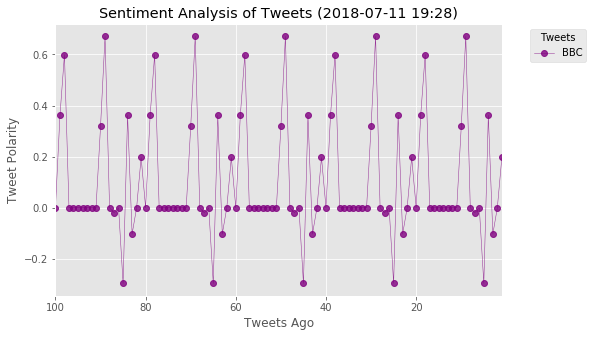 Sentiment Analysis of Tweets (2018-07-11 19:28)
Tweets
BBC
Tweet Polarity
0.6
0.4
0.2
0.0
−0.2
100 80 60 40 20
Tweets Ago